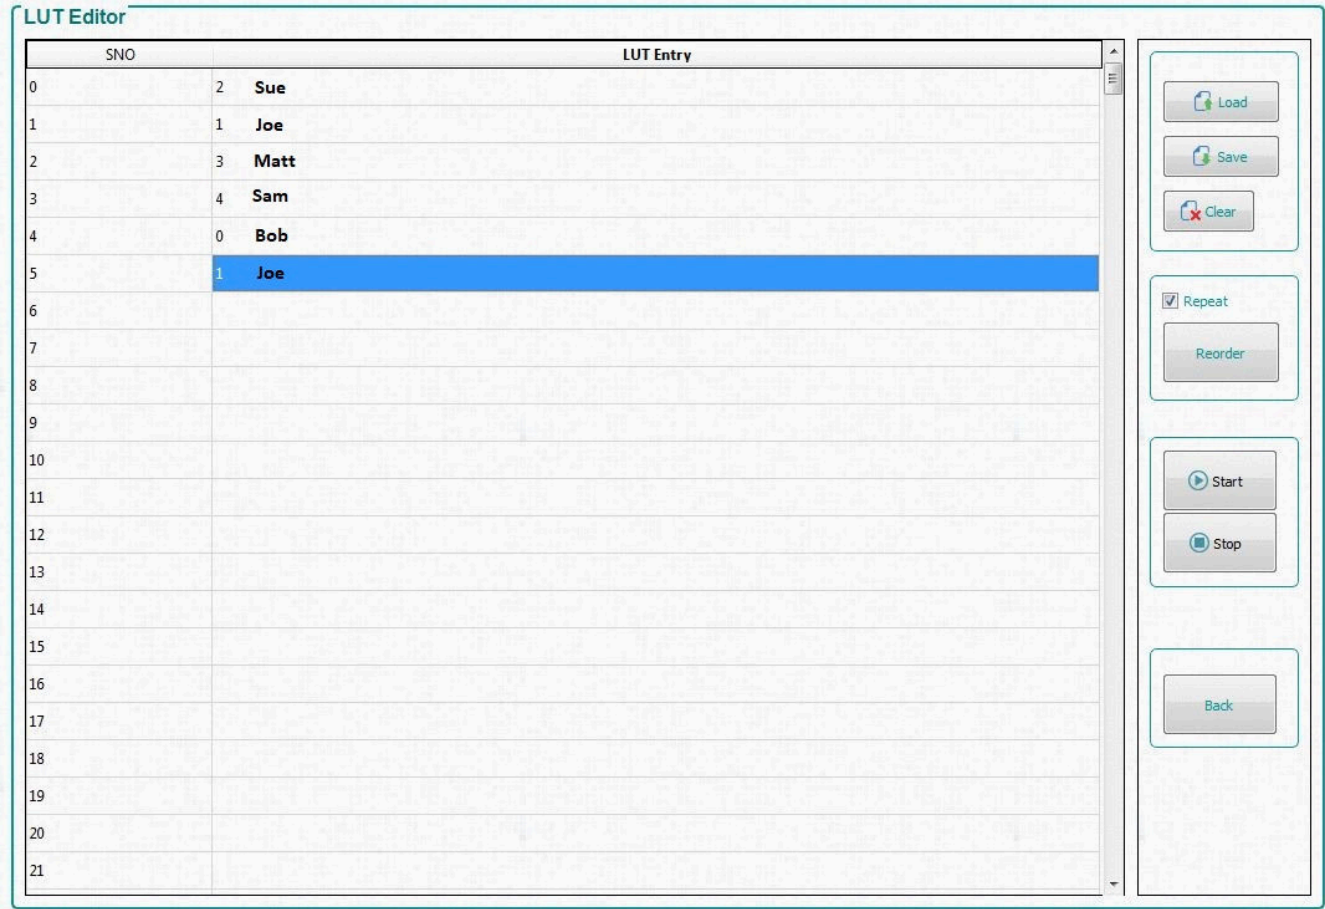 LUT Editor
SNO LUT Entry
0 2 Sue
1 1 Joe
2 3 Matt
3 4 Sam
4 0 Bob
5 1 Joe
6
7
8
9
10
11
12
13
14
15
16
17
18
19
20
21
Load
Save
Clear
Repeat
Reorder
Start
Stop
Back